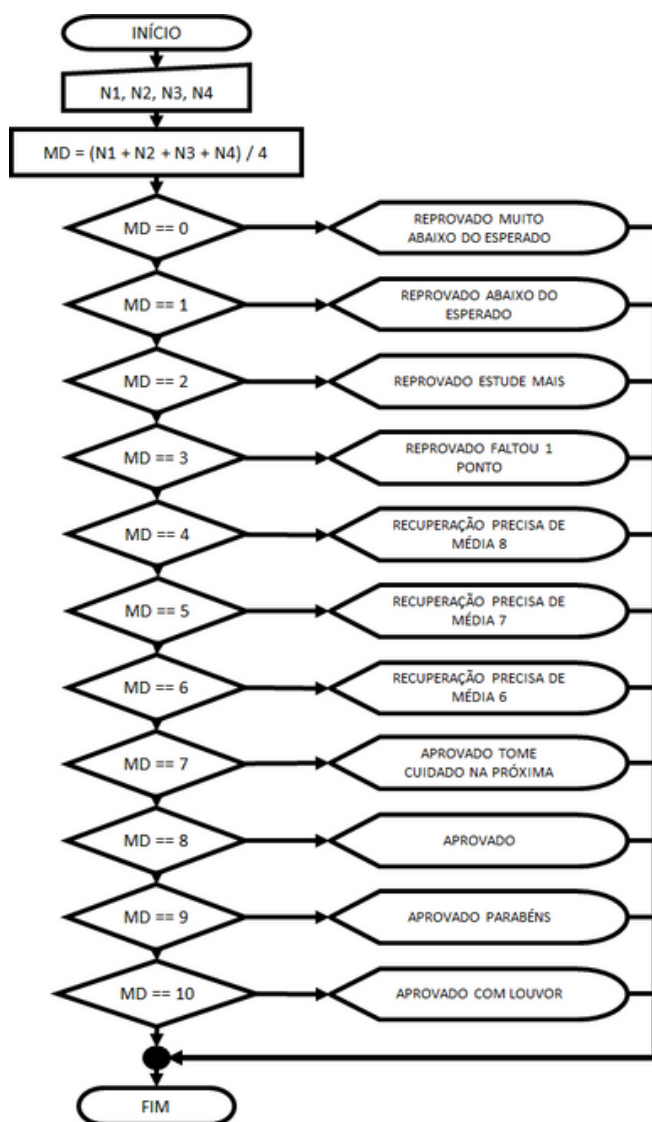 INÍCIO
N1, N2, N3, N4
MD = (N1 + N2 + N3 + N4) / 4
MD == 0
REPROVADO MUITO
ABAIXO DO ESPERADO
MD == 1
REPROVADO ABAIXO DO
ESPERADO
MD == 2
REPROVADO ESTUDE MAIS
MD == 3
REPROVADO FALTOU 1
PONTO
MD == 4
RECUPERAÇÃO PRECISA DE
MÉDIA 8
MD == 5
RECUPERAÇÃO PRECISA DE
MÉDIA 7
MD == 6
RECUPERAÇÃO PRECISA DE
MÉDIA 6
MD == 7
APROVADO TOME
CUIDADO NA PRÓXIMA
MD == 8
APROVADO
MD == 9
APROVADO PARABÉNS
MD == 10
APROVADO COM LOUVOR
FIM